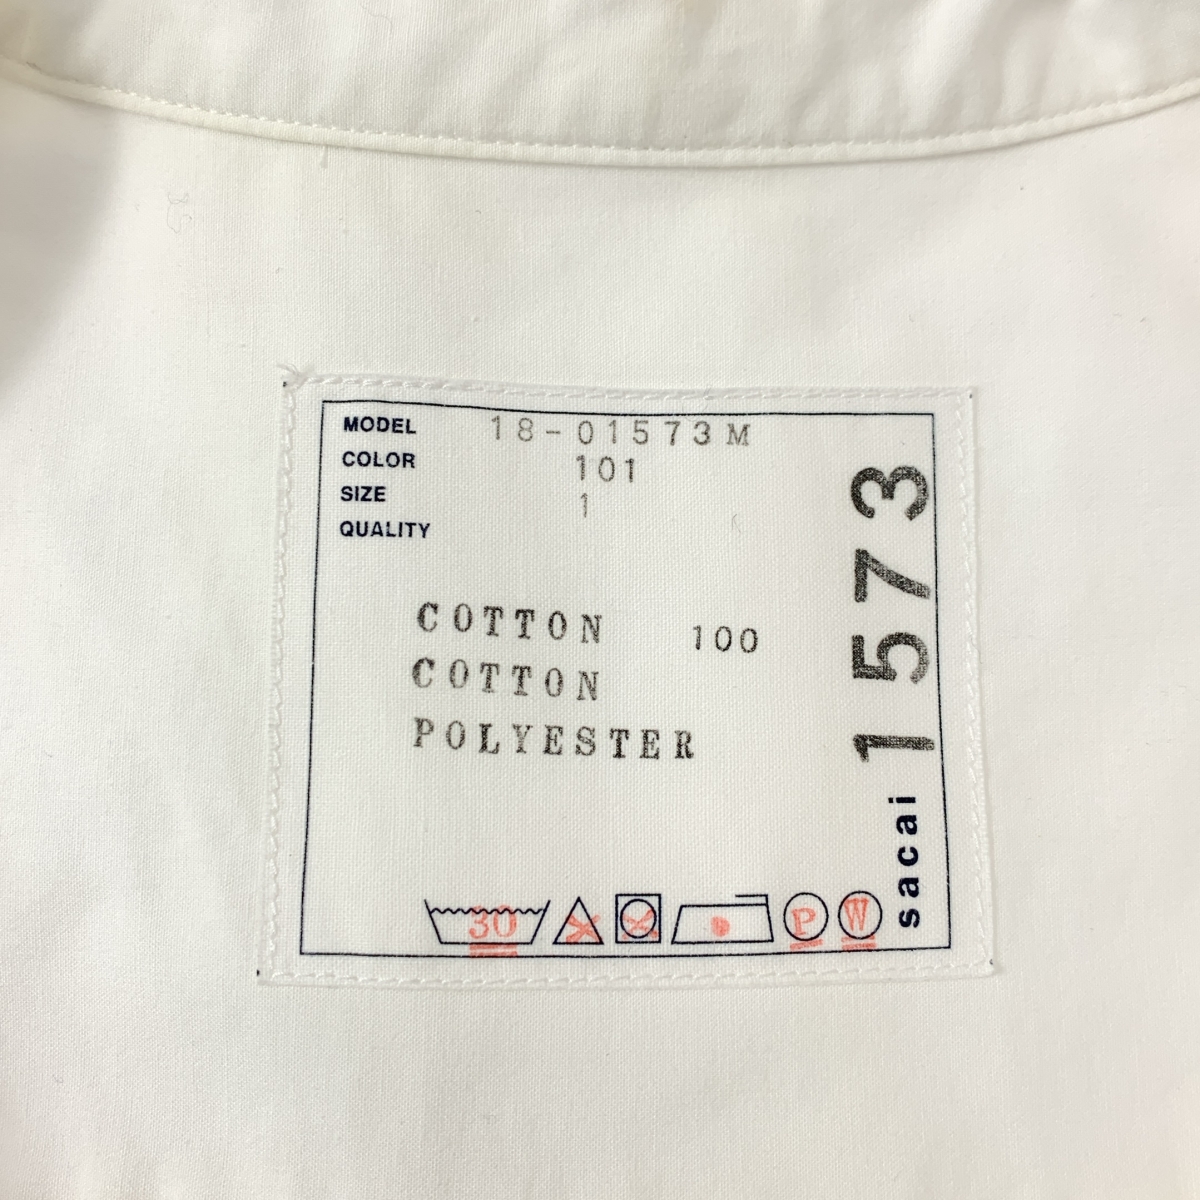 MODEL 18-01573M
COLOR 101
SIZE 1
QUALITY
COTTON 100
COTTON
POLYESTER
30 P W
sacai 1573